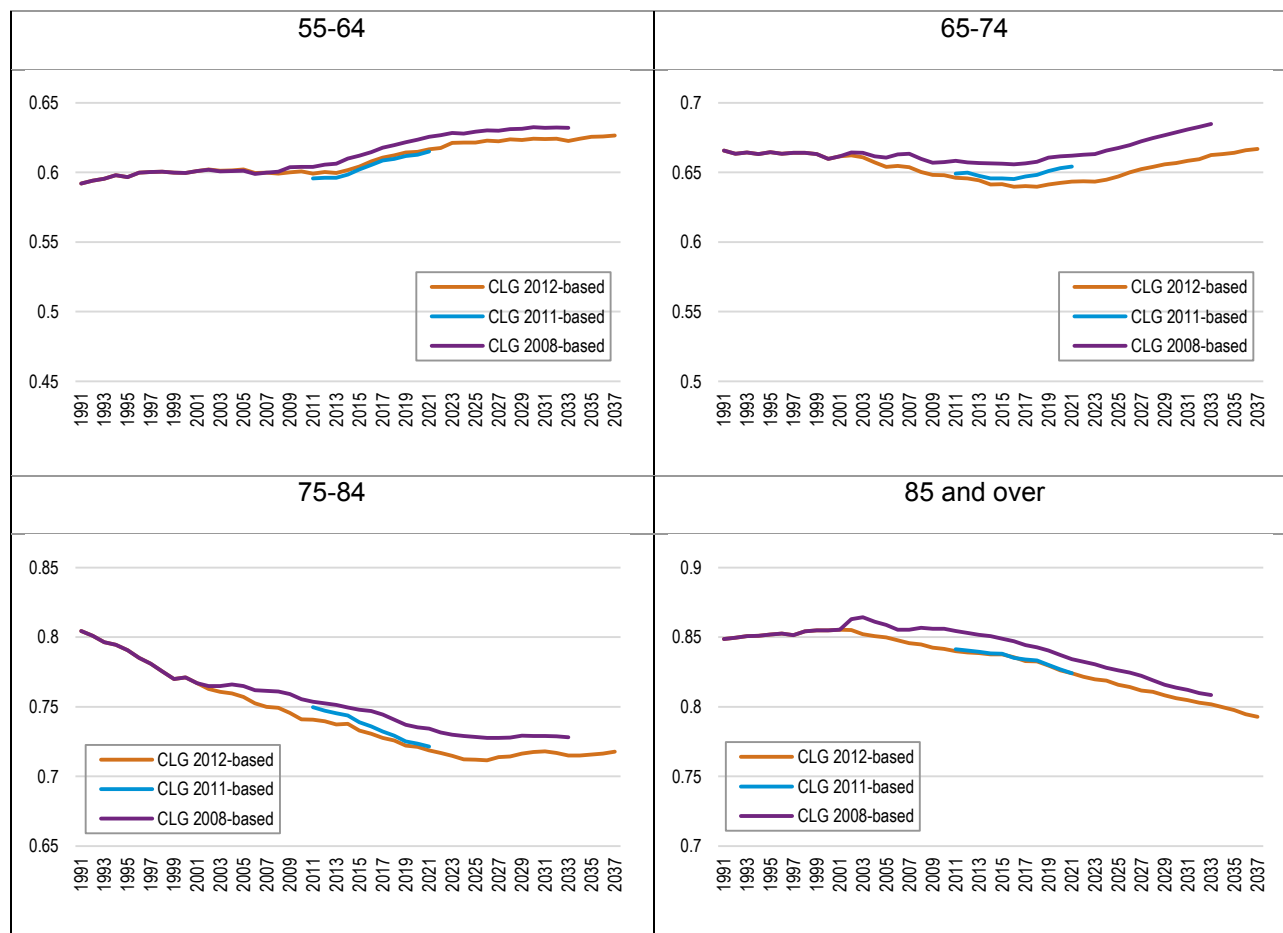 55-64
65-74
0.65
0.6
0.55
0.5
0.45
CLG 2012-based
CLG 2011-based
CLG 2008-based
1991 1993 1995 1997 1999 2001 2003 2005 2007 2009 2011 2013 2015 2017 2019 2021 2023 2025 2027 2029 2031 2033 2035 2037
0.7
0.65
0.6
0.55
0.5
CLG 2012-based
CLG 2011-based
CLG 2008-based
1991 1993 1995 1997 1999 2001 2003 2005 2007 2009 2011 2013 2015 2017 2019 2021 2023 2025 2027 2029 2031 2033 2035 2037
75-84
85 and over
0.85
0.8
0.75
0.7
0.65
CLG 2012-based
CLG 2011-based
CLG 2008-based
1991 1993 1995 1997 1999 2001 2003 2005 2007 2009 2011 2013 2015 2017 2019 2021 2023 2025 2027 2029 2031 2033 2035 2037
0.9
0.85
0.8
0.75
0.7
CLG 2012-based
CLG 2011-based
CLG 2008-based
1991 1993 1995 1997 1999 2001 2003 2005 2007 2009 2011 2013 2015 2017 2019 2021 2023 2025 2027 2029 2031 2033 2035 2037